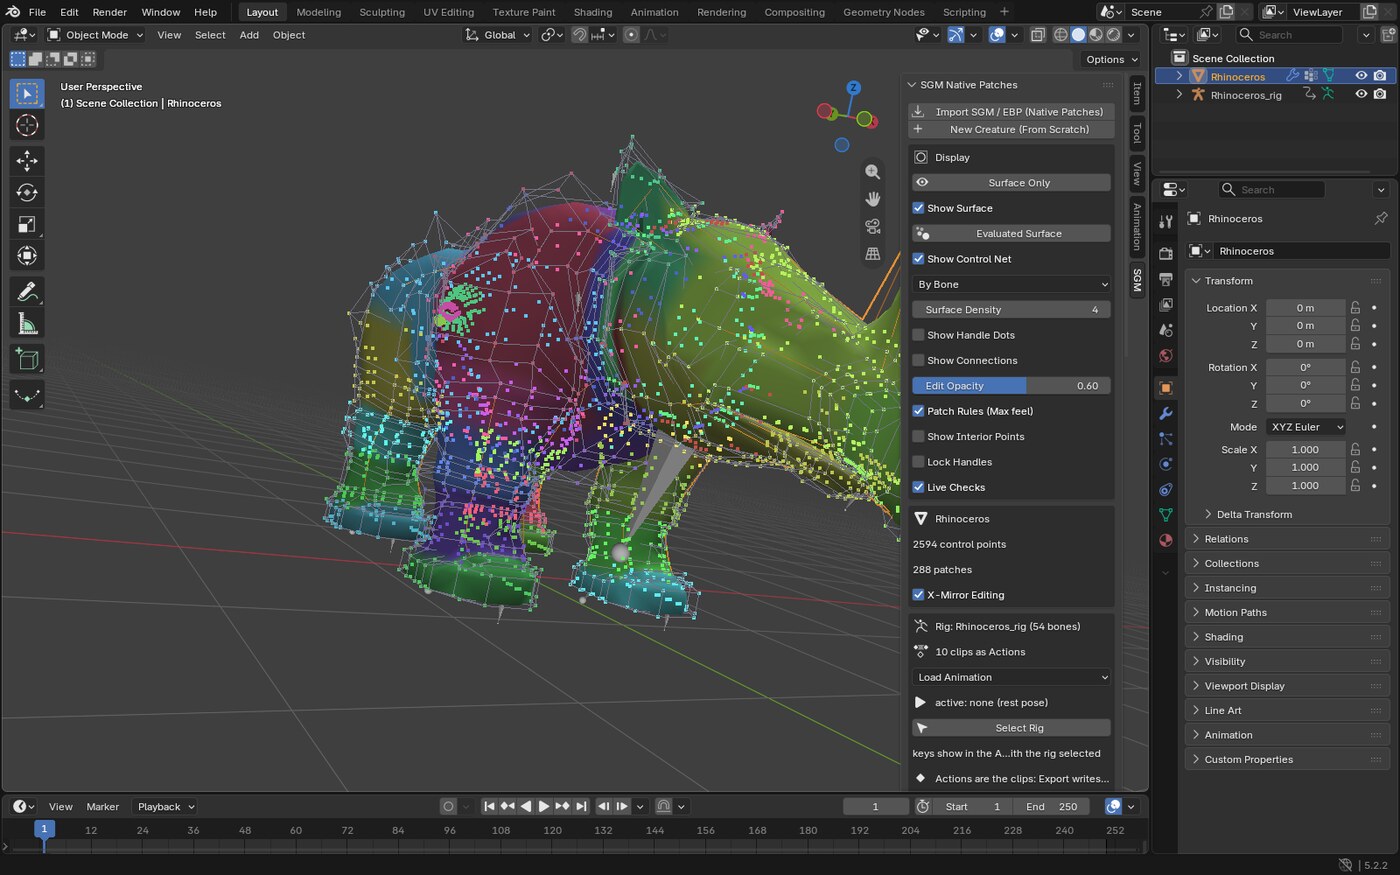 File Edit Render Window Help Layout Modeling Sculpting UV Editing Texture Paint Shading Animation Rendering Compositing Geometry Nodes Scripting + Scene ViewLayer
Object Mode View Select Add Object Global Search
Options
User Perspective
(1) Scene Collection | Rhinoceros
Z
SGM Native Patches
Import SGM / EBP (Native Patches)
New Creature (From Scratch)
Display
Surface Only
Show Surface
Evaluated Surface
Show Control Net
By Bone
Surface Density 4
Show Handle Dots
Show Connections
Edit Opacity 0.60
Patch Rules (Max feel)
Show Interior Points
Lock Handles
Live Checks
Rhinoceros
2594 control points
288 patches
X-Mirror Editing
Rig: Rhinoceros_rig (54 bones)
10 clips as Actions
Load Animation
active: none (rest pose)
Select Rig
keys show in the A...ith the rig selected
Actions are the clips: Export writes...
Item
Tool
View
Animation
SGM
Scene Collection
Rhinoceros
Rhinoceros_rig
Search
Rhinoceros
Rhinoceros
Transform
Location X 0 m
Y 0 m
Z 0 m
Rotation X 0°
Y 0°
Z 0°
Mode XYZ Euler
Scale X 1.000
Y 1.000
Z 1.000
Delta Transform
Relations
Collections
Instancing
Motion Paths
Shading
Visibility
Viewport Display
Line Art
Animation
Custom Properties
View Marker Playback 1 Start 1 End 250
1 12 24 36 48 60 72 84 96 108 120 132 144 156 168 180 192 204 216 228 240 252
5.2.2